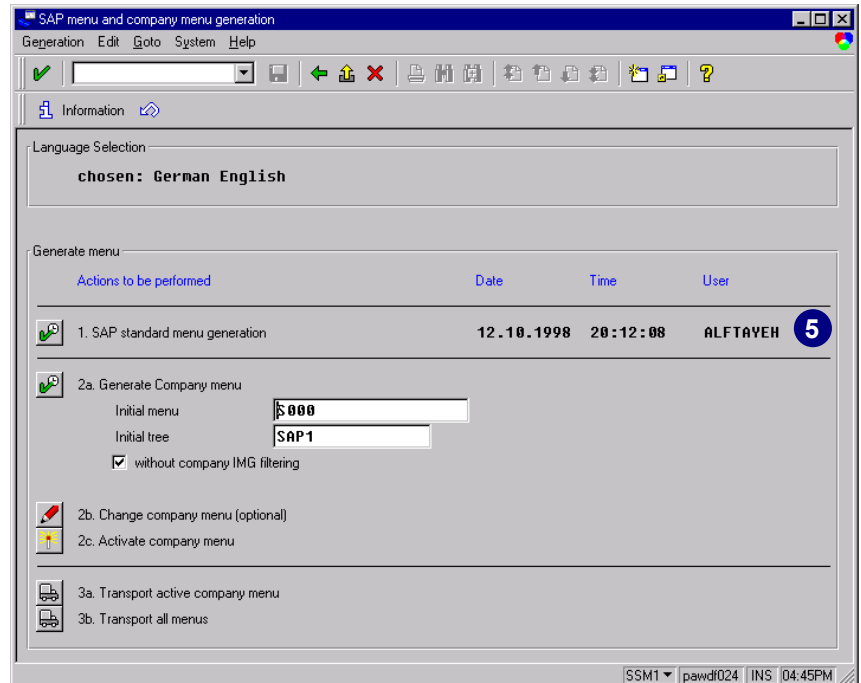 SAP menu and company menu generation
Generation Edit Goto System Help
Information
Language Selection
chosen: German English
Generate menu
Actions to be performed Date Time User
1. SAP standard menu generation 12.10.1998 20:12:08 ALFTAYEH 5
2a. Generate Company menu
Initial menu S000
Initial tree SAP1
without company IMG filtering
2b. Change company menu (optional)
2c. Activate company menu
3a. Transport active company menu
3b. Transport all menus
SSM1 pawdf024 INS 04:45PM